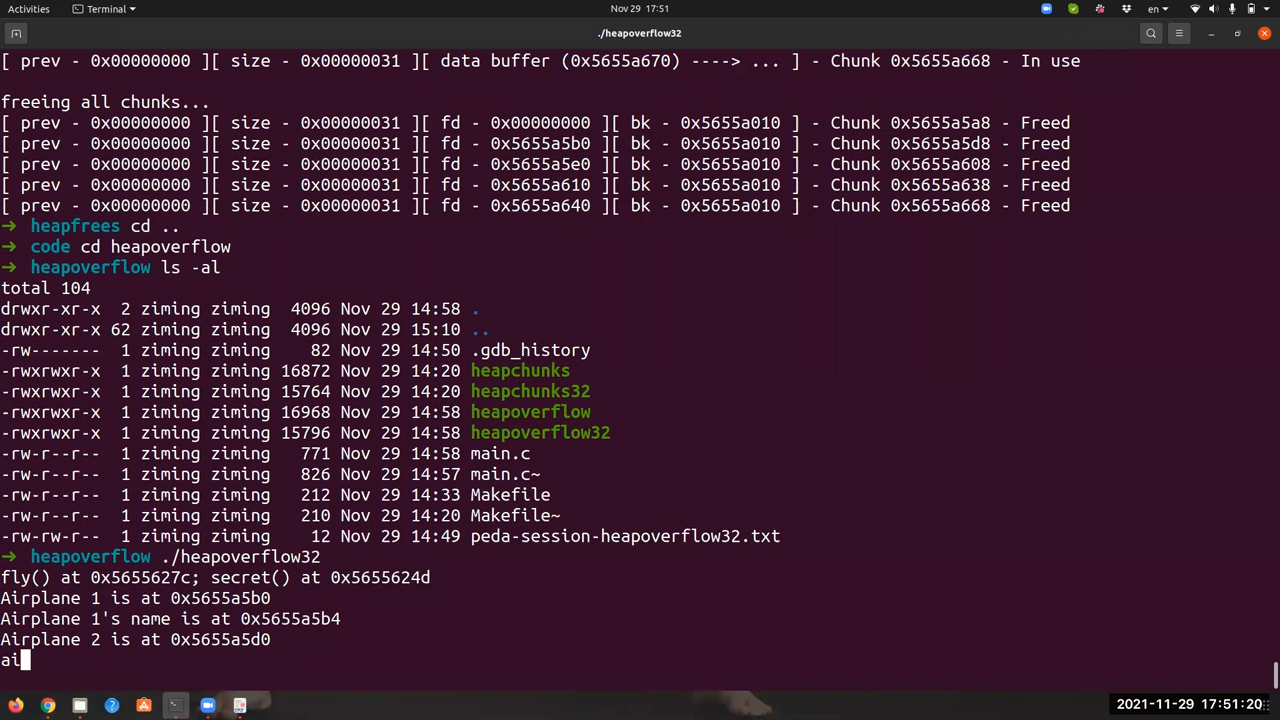 Activities
Terminal
Nov 29 17:51
en
./heapoverflow32
[ prev - 0x00000000 ][ size - 0x00000031 ][ data buffer (0x5655a670) ----> ... ] - Chunk 0x5655a668 - In use
freeing all chunks...
[ prev - 0x00000000 ][ size - 0x00000031 ][ fd - 0x00000000 ][ bk - 0x5655a010 ] - Chunk 0x5655a5a8 - Freed
[ prev - 0x00000000 ][ size - 0x00000031 ][ fd - 0x5655a5b0 ][ bk - 0x5655a010 ] - Chunk 0x5655a5d8 - Freed
[ prev - 0x00000000 ][ size - 0x00000031 ][ fd - 0x5655a5e0 ][ bk - 0x5655a010 ] - Chunk 0x5655a608 - Freed
[ prev - 0x00000000 ][ size - 0x00000031 ][ fd - 0x5655a610 ][ bk - 0x5655a010 ] - Chunk 0x5655a638 - Freed
[ prev - 0x00000000 ][ size - 0x00000031 ][ fd - 0x5655a640 ][ bk - 0x5655a010 ] - Chunk 0x5655a668 - Freed
➜ heapfrees cd ..
➜ code cd heapoverflow
➜ heapoverflow ls -al
total 104
drwxr-xr-x 2 ziming ziming 4096 Nov 29 14:58 .
drwxr-xr-x 62 ziming ziming 4096 Nov 29 15:10 ..
-rw------- 1 ziming ziming 82 Nov 29 14:50 .gdb_history
-rwxrwxr-x 1 ziming ziming 16872 Nov 29 14:20 heapchunks
-rwxrwxr-x 1 ziming ziming 15764 Nov 29 14:20 heapchunks32
-rwxrwxr-x 1 ziming ziming 16968 Nov 29 14:58 heapoverflow
-rwxrwxr-x 1 ziming ziming 15796 Nov 29 14:58 heapoverflow32
-rw-r--r-- 1 ziming ziming 771 Nov 29 14:58 main.c
-rw-r--r-- 1 ziming ziming 826 Nov 29 14:57 main.c~
-rw-r--r-- 1 ziming ziming 212 Nov 29 14:33 Makefile
-rw-r--r-- 1 ziming ziming 210 Nov 29 14:20 Makefile~
-rw-rw-r-- 1 ziming ziming 12 Nov 29 14:49 peda-session-heapoverflow32.txt
➜ heapoverflow ./heapoverflow32
fly() at 0x5655627c; secret() at 0x5655624d
Airplane 1 is at 0x5655a5b0
Airplane 1's name is at 0x5655a5b4
Airplane 2 is at 0x5655a5d0
ai
2021-11-29 17:51:20